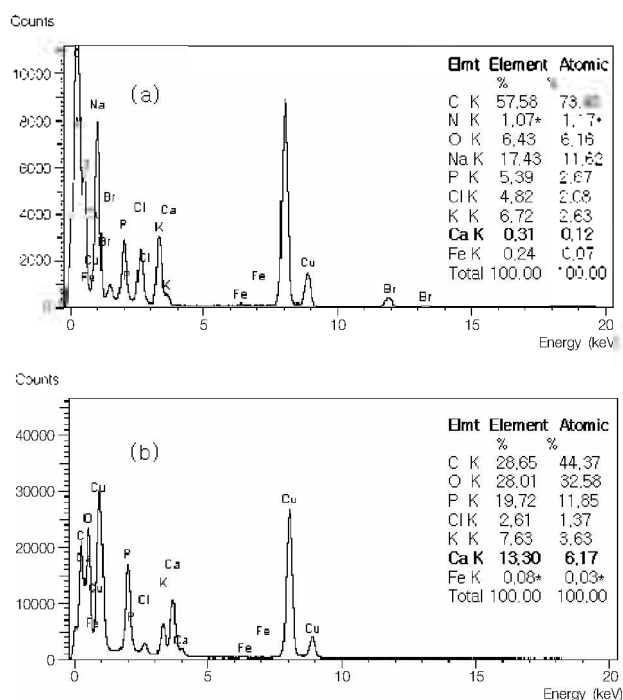 Counts
(a)
10000
8000
6000
4000
2000
Na
Br
Br
Cu
Fe
P
P
Cl
Cl
Ca
K
K
Fe
Fe
Cu
Br
Br
Elmt Element Atomic
% %
C K 57.58 73.
N K 1.07* 1.17*
O K 6.43 6.16
Na K 17.43 11.62
P K 5.39 2.67
Cl K 4.82 2.08
K K 6.72 2.63
Ca K 0.31 0.12
Fe K 0.24 0.07
Total 100.00 100.00
0 5 10 15 20
Energy (keV
Counts
(b)
40000
30000
20000
10000
0
Cu
O
C
Cu
Fe
P
P
Cl
K
Ca
Ca
Fe
Fe
Cu
Cu
Elmt Element Atomic
% %
C K 28.65 44.37
O K 28.01 32.58
P K 19.72 11.85
Cl K 2.61 1.37
K K 7.63 3.63
Ca K 13.30 6.17
Fe K 0.08* 0.03*
Total 100.00 100.00
0 5 10 15 20
Energy (keV)